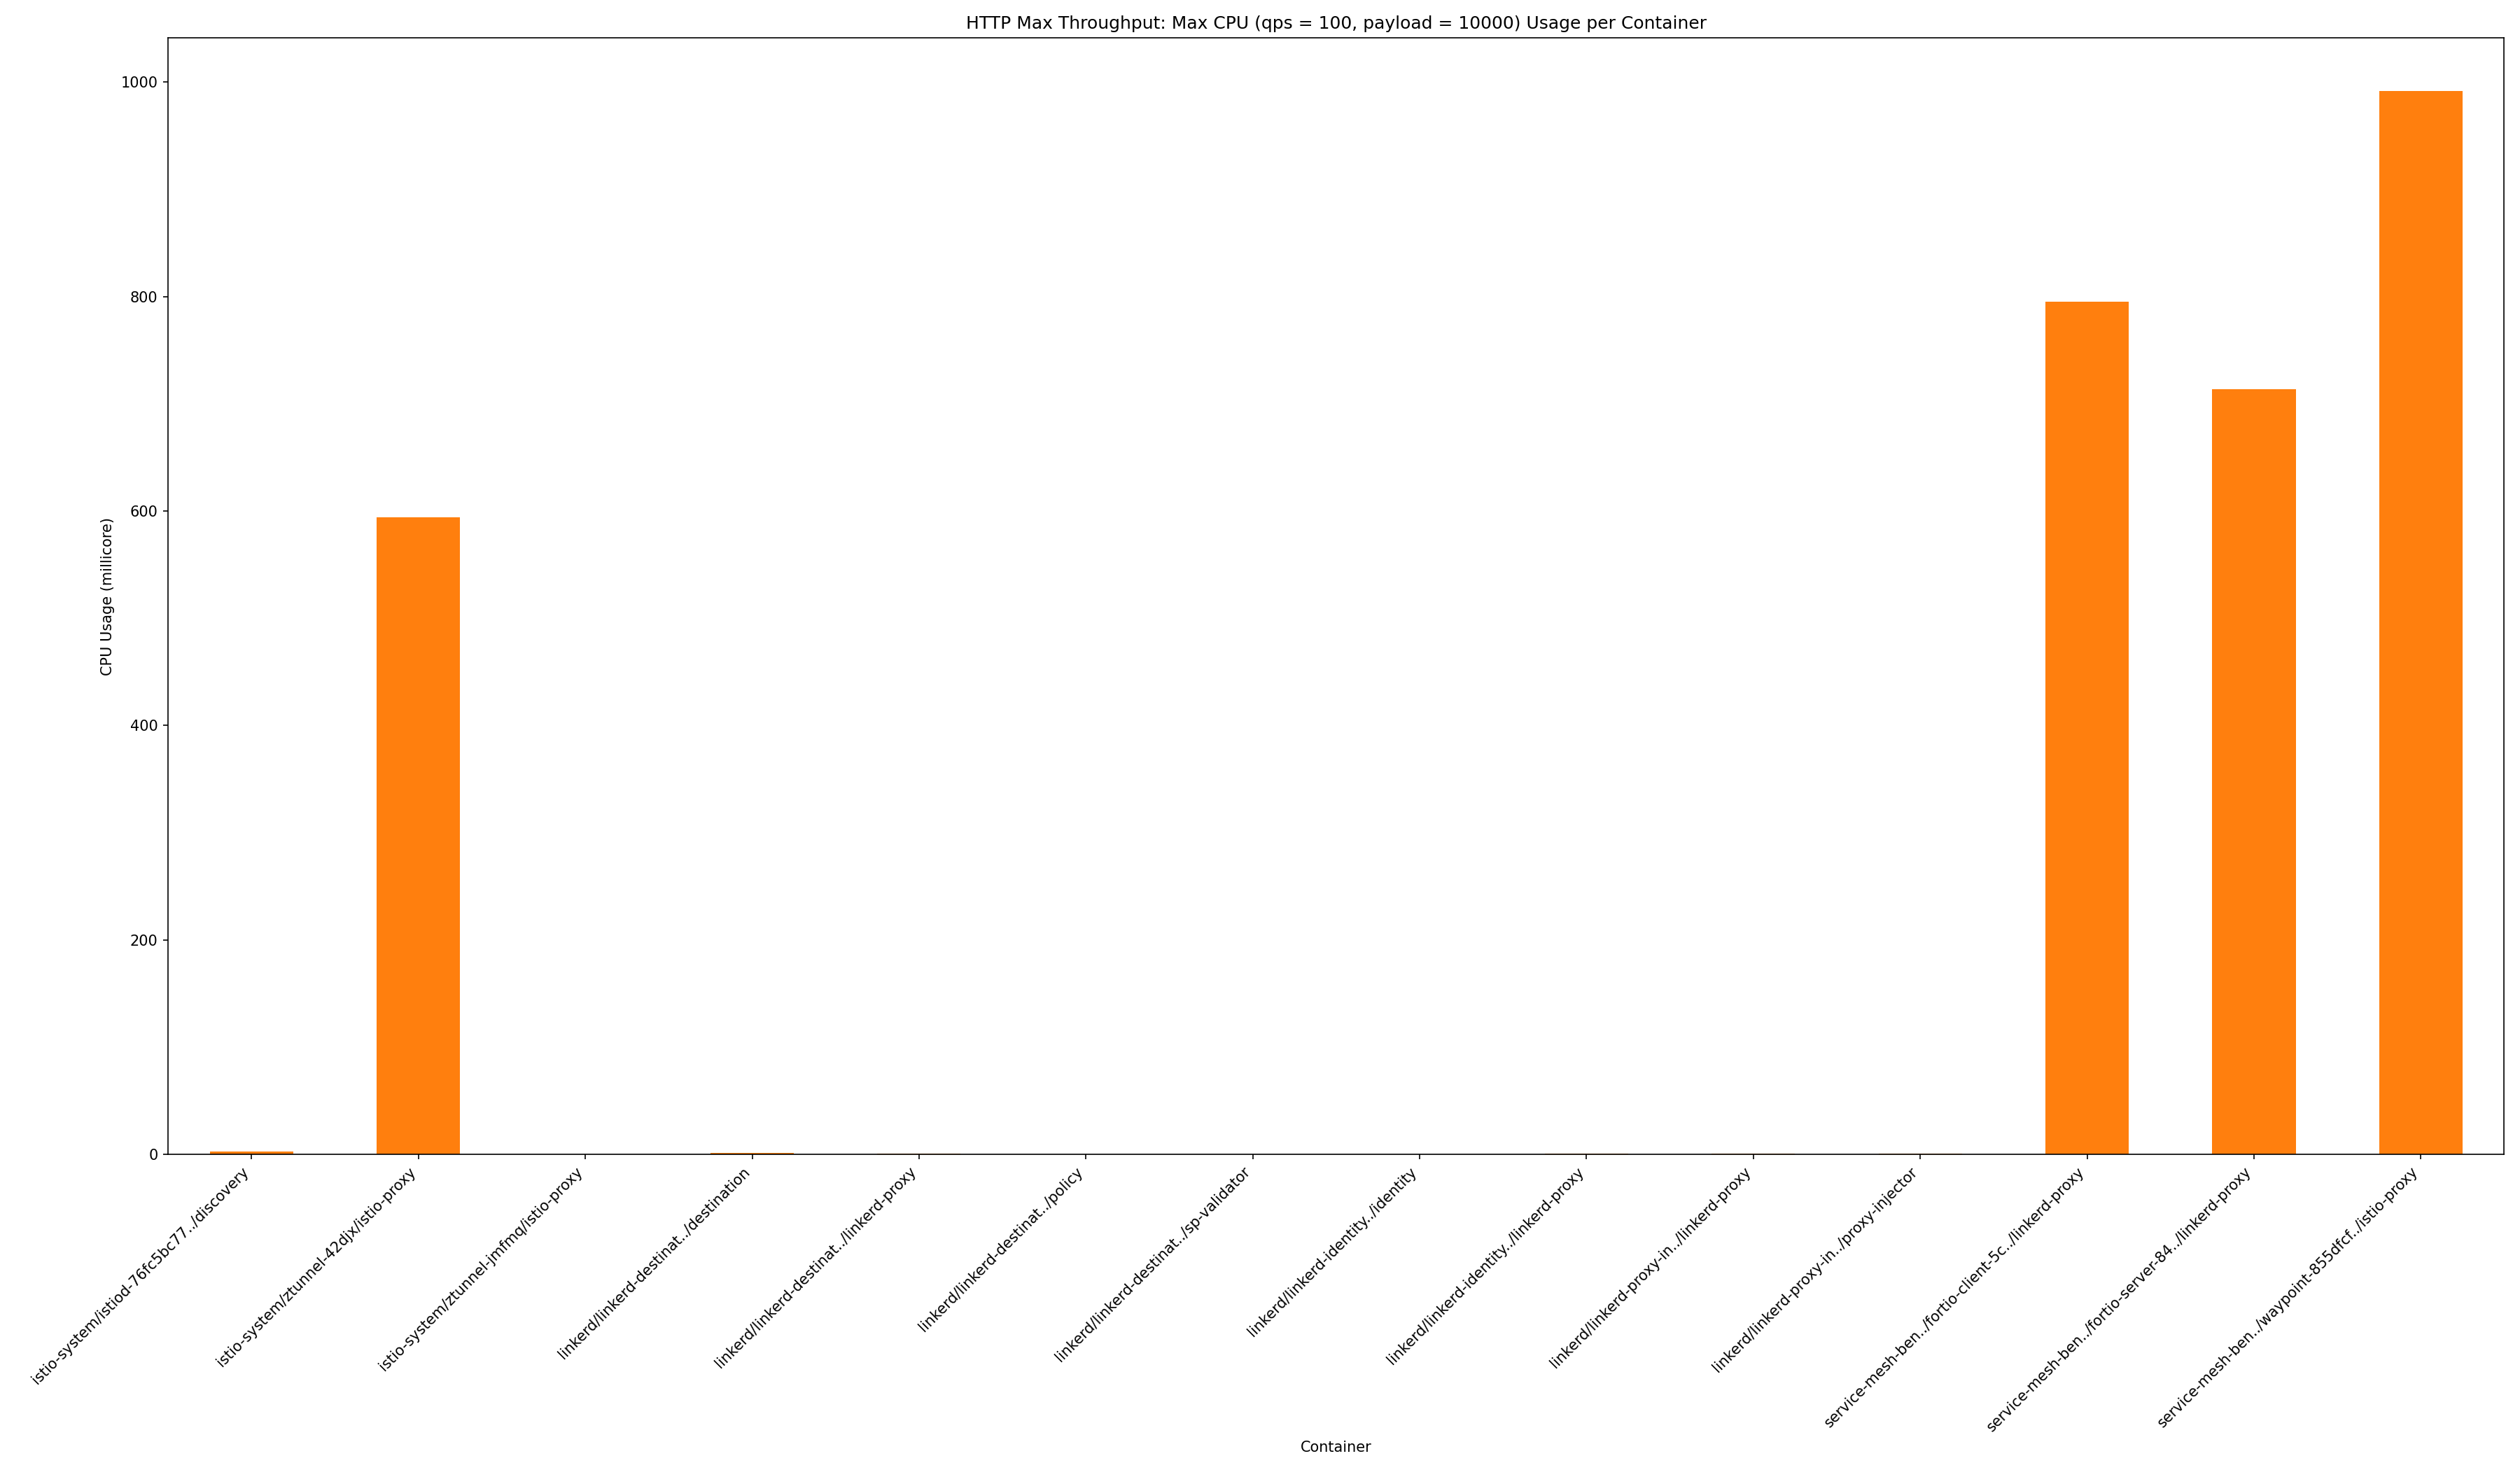 HTTP Max Throughput: Max CPU (qps = 100, payload = 10000) Usage per Container
CPU Usage (millicore)
1000
800
600
400
200
0
istio-system/istiod-76fc5bc77../discovery
istio-system/ztunnel-42djx/istio-proxy
istio-system/ztunnel-jmfmq/istio-proxy
linkerd/linkerd-destinat../destination
linkerd/linkerd-destinat../linkerd-proxy
linkerd/linkerd-destinat../policy
linkerd/linkerd-destinat../sp-validator
linkerd/linkerd-identity../identity
linkerd/linkerd-identity../linkerd-proxy
linkerd/linkerd-proxy-in../linkerd-proxy
linkerd/linkerd-proxy-in../proxy-injector
service-mesh-ben../fortio-client-5c../linkerd-proxy
service-mesh-ben../fortio-server-84../linkerd-proxy
service-mesh-ben../waypoint-855dfcf../istio-proxy
Container